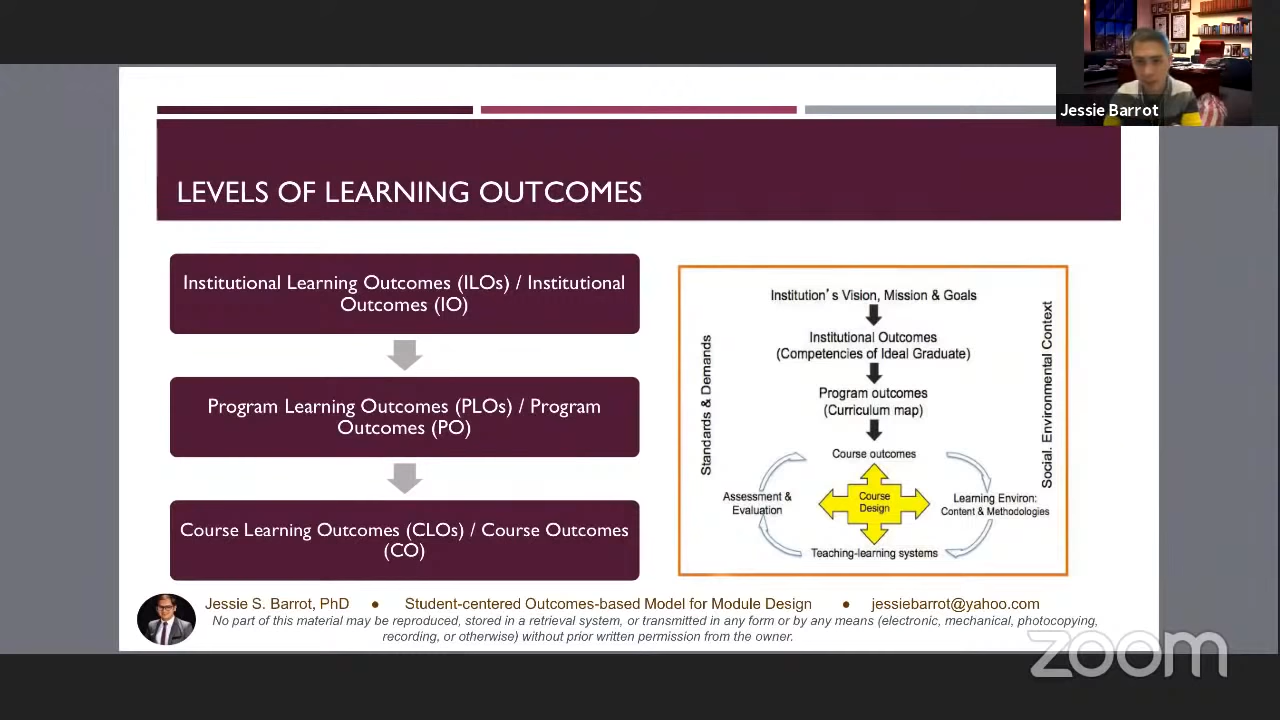 Jessie Barrot
LEVELS OF LEARNING OUTCOMES
Institutional Learning Outcomes (ILOs) / Institutional
Outcomes (IO)
Program Learning Outcomes (PLOs) / Program
Outcomes (PO)
Course Learning Outcomes (CLOs) / Course Outcomes
(CO)
Standards & Demands
Institution's Vision, Mission & Goals
Institutional Outcomes
(Competencies of Ideal Graduate)
Program outcomes
(Curriculum map)
Course outcomes
Assessment &
Evaluation
Course
Design
Learning Environ:
Content & Methodologies
Teaching-learning systems
Social. Environmental Context
Jessie S. Barrot, PhD ● Student-centered Outcomes-based Model for Module Design ● jessiebarrot@yahoo.com
No part of this material may be reproduced, stored in a retrieval system, or transmitted in any form or by any means (electronic, mechanical, photocopying,
recording, or otherwise) without prior written permission from the owner.
zoom